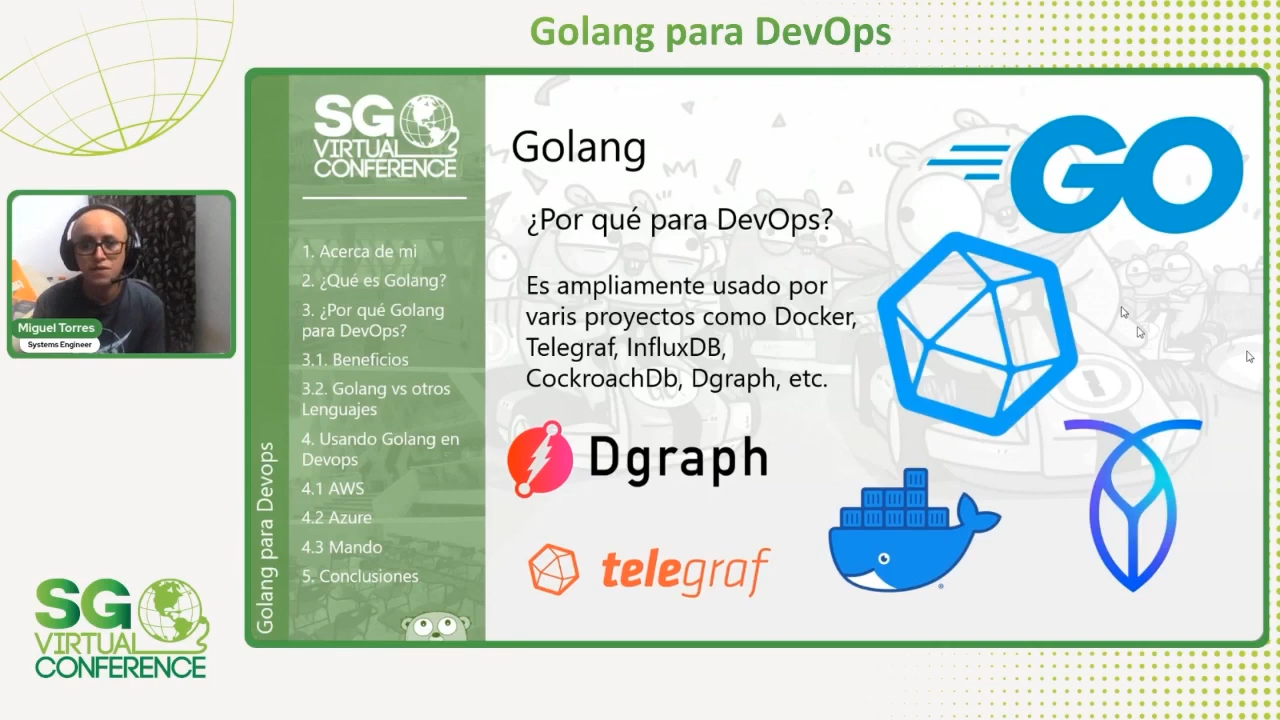 Golang para DevOps
SG
VIRTUAL
CONFERENCE
1. Acerca de mi
2. ¿Qué es Golang?
3. ¿Por qué Golang
para DevOps?
3.1. Beneficios
3.2. Golang vs otros
Lenguajes
4. Usando Golang en
Devops
4.1 AWS
4.2 Azure
4.3 Mando
5. Conclusiones
Golang para Devops
Golang
¿Por qué para DevOps?
Es ampliamente usado por
varis proyectos como Docker,
Telegraf, InfluxDB,
CockroachDb, Dgraph, etc.
GO
Dgraph
telegraf
Miguel Torres
Systems Engineer
SG
VIRTUAL
CONFERENCE